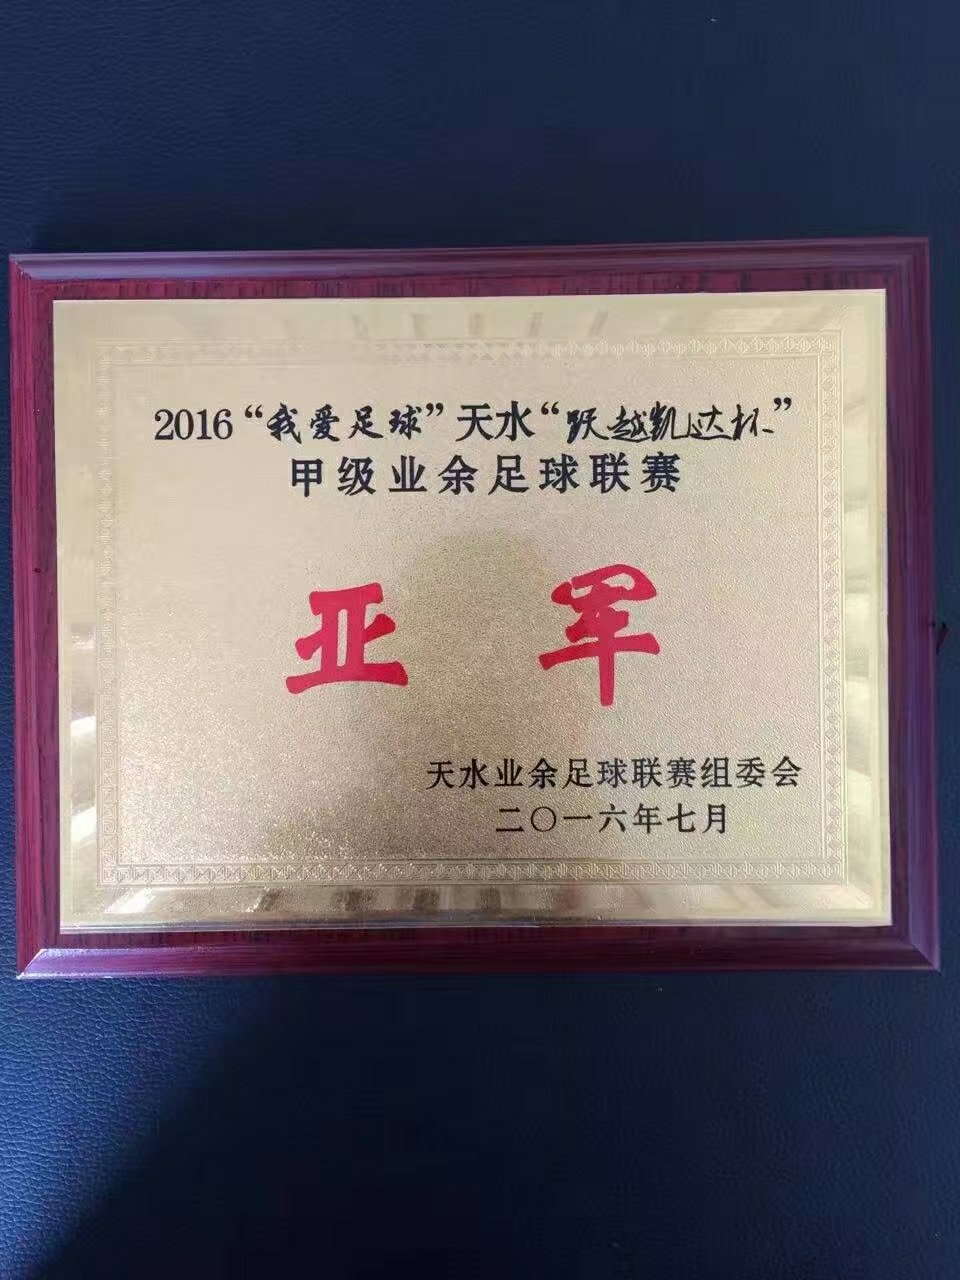 2016“我爱足球”天水“跃越凯达杯”
甲级业余足球联赛
亚军
天水业余足球联赛组委会
二〇一六年七月